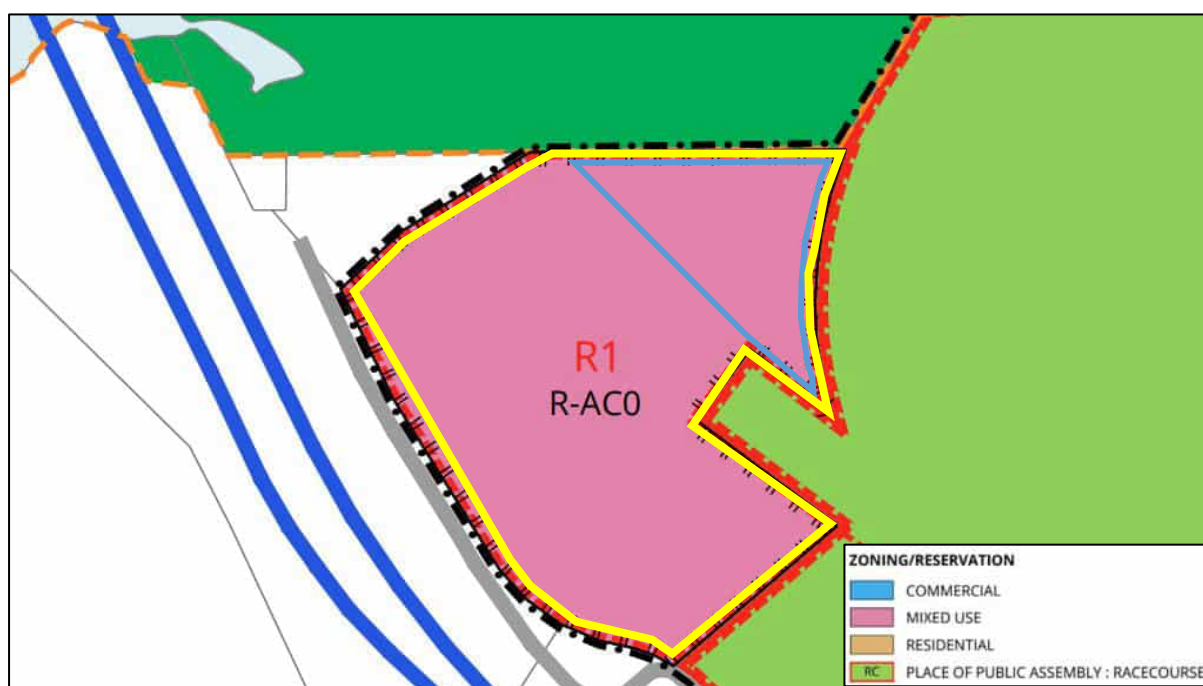 R1
R-AC0
ZONING/RESERVATION
COMMERCIAL
MIXED USE
RESIDENTIAL
RC PLACE OF PUBLIC ASSEMBLY : RACECOURSE